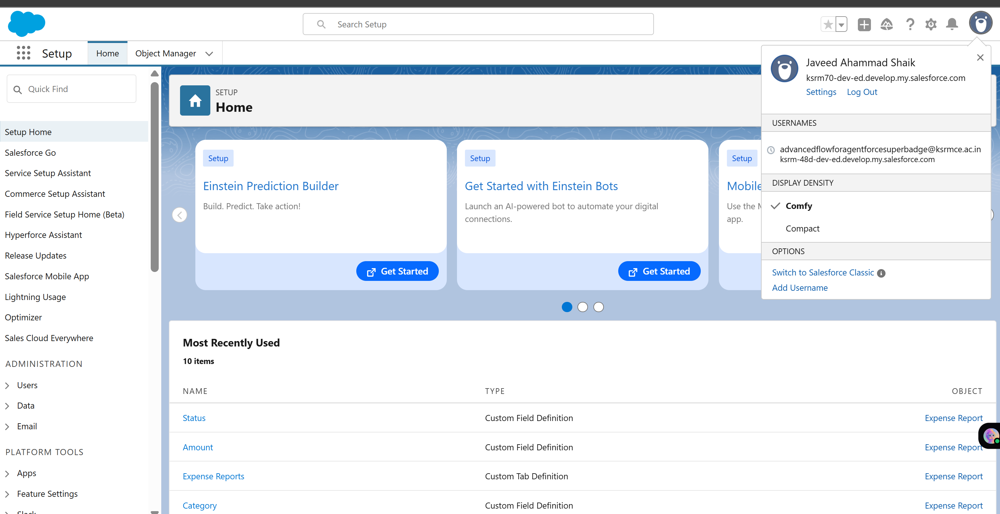 Search Setup
Setup
Home
Object Manager
Quick Find
Setup Home
Salesforce Go
Service Setup Assistant
Commerce Setup Assistant
Field Service Setup Home (Beta)
Hyperforce Assistant
Release Updates
Salesforce Mobile App
Lightning Usage
Optimizer
Sales Cloud Everywhere
ADMINISTRATION
Users
Data
Email
PLATFORM TOOLS
Apps
Feature Settings
Slack
SETUP
Home
Setup
Einstein Prediction Builder
Build. Predict. Take action!
Get Started
Setup
Get Started with Einstein Bots
Launch an AI-powered bot to automate your digital
connections.
Get Started
Setup
Mobile
Use the
app.
Javeed Ahammad Shaik
ksrm70-dev-ed.develop.my.salesforce.com
Settings Log Out
USERNAMES
advancedflowforagentforcesuperbadge@ksrmce.ac.in
ksrm-48d-dev-ed.develop.my.salesforce.com
DISPLAY DENSITY
Comfy
Compact
OPTIONS
Switch to Salesforce Classic
Add Username
Most Recently Used
10 items
NAME TYPE OBJECT
Status Custom Field Definition Expense Report
Amount Custom Field Definition Expense Report
Expense Reports Custom Tab Definition Expense Report
Category Custom Field Definition Expense Report